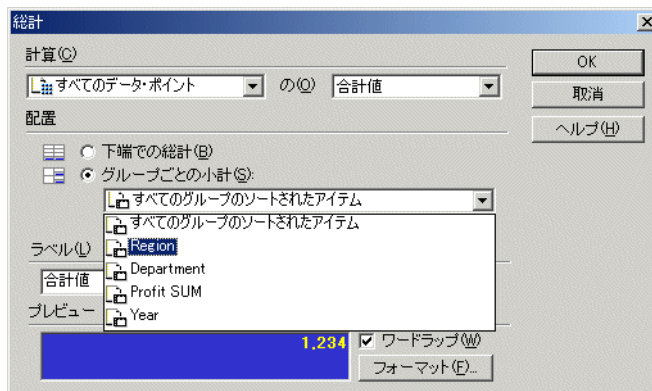 総計
計算(C)
すべてのデータ・ポイント の(O) 合計値
OK
取消
ヘルプ(H)
配置
下端での総計(B)
グループごとの小計(S):
すべてのグループのソートされたアイテム
すべてのグループのソートされたアイテム
Region
Department
Profit SUM
Year
ラベル(L)
合計値
プレビュー
1,234
ワードラップ(W)
フォーマット(F)...